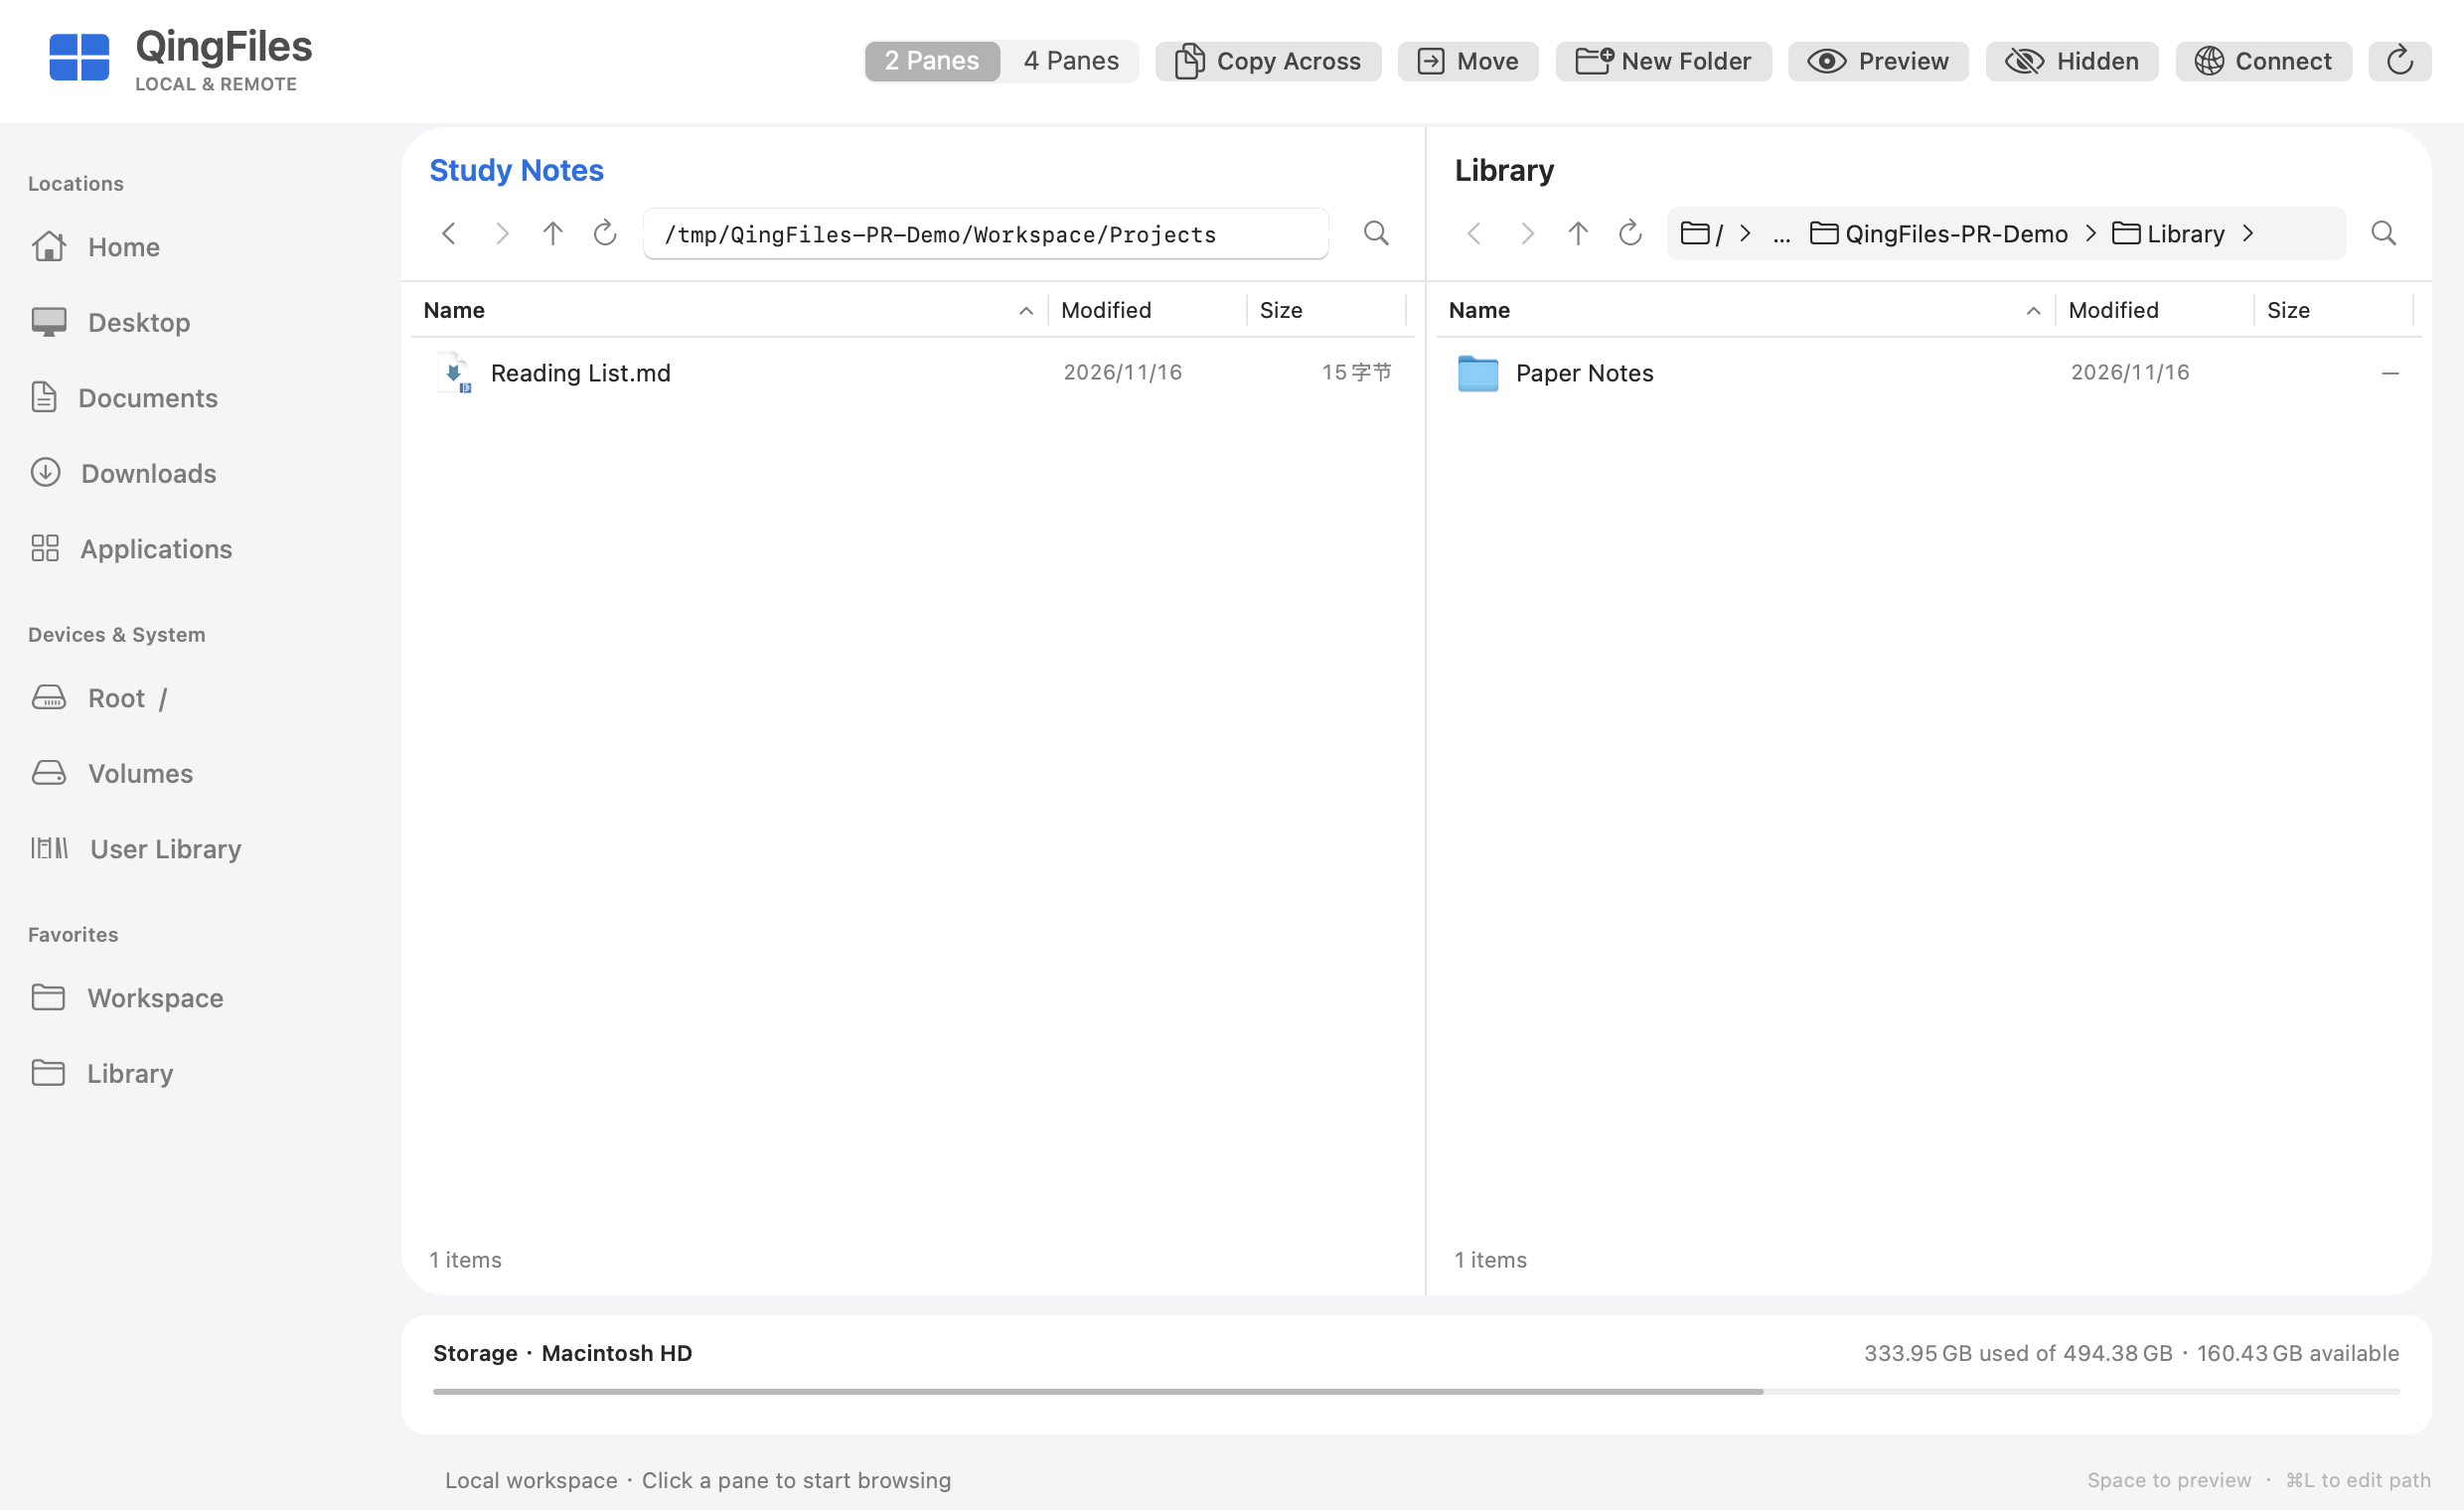 QingFiles
LOCAL & REMOTE
2 Panes
4 Panes
Copy Across
Move
New Folder
Preview
Hidden
Connect
Locations
Home
Desktop
Documents
Downloads
Applications
Devices & System
Root /
Volumes
User Library
Favorites
Workspace
Library
Study Notes
/tmp/QingFiles-PR-Demo/Workspace/Projects
Name Modified Size
Reading List.md 2026/11/16 15 字节
1 items
Library
/ > ... QingFiles-PR-Demo > Library >
Name Modified Size
Paper Notes 2026/11/16 —
1 items
Storage · Macintosh HD
333.95 GB used of 494.38 GB · 160.43 GB available
Local workspace · Click a pane to start browsing
Space to preview · ⌘L to edit path